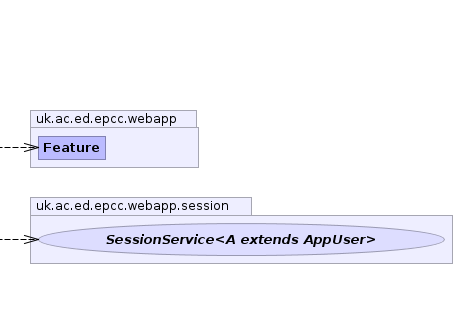 uk.ac.ed.epcc.webapp
Feature
uk.ac.ed.epcc.webapp.session
SessionService<A extends AppUser>